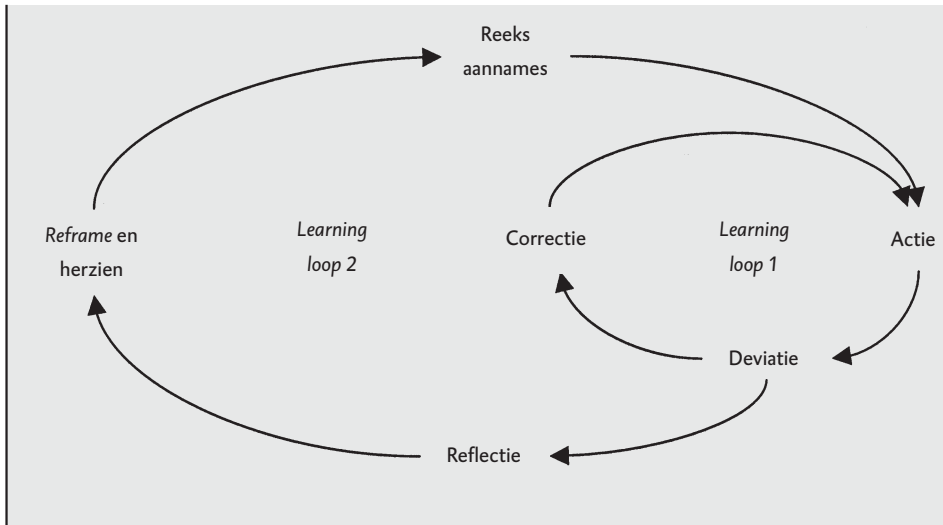 Reeks
aannames
Reframe en
herzien
Learning
loop 2
Correctie
Learning
loop 1
Actie
Deviatie
Reflectie